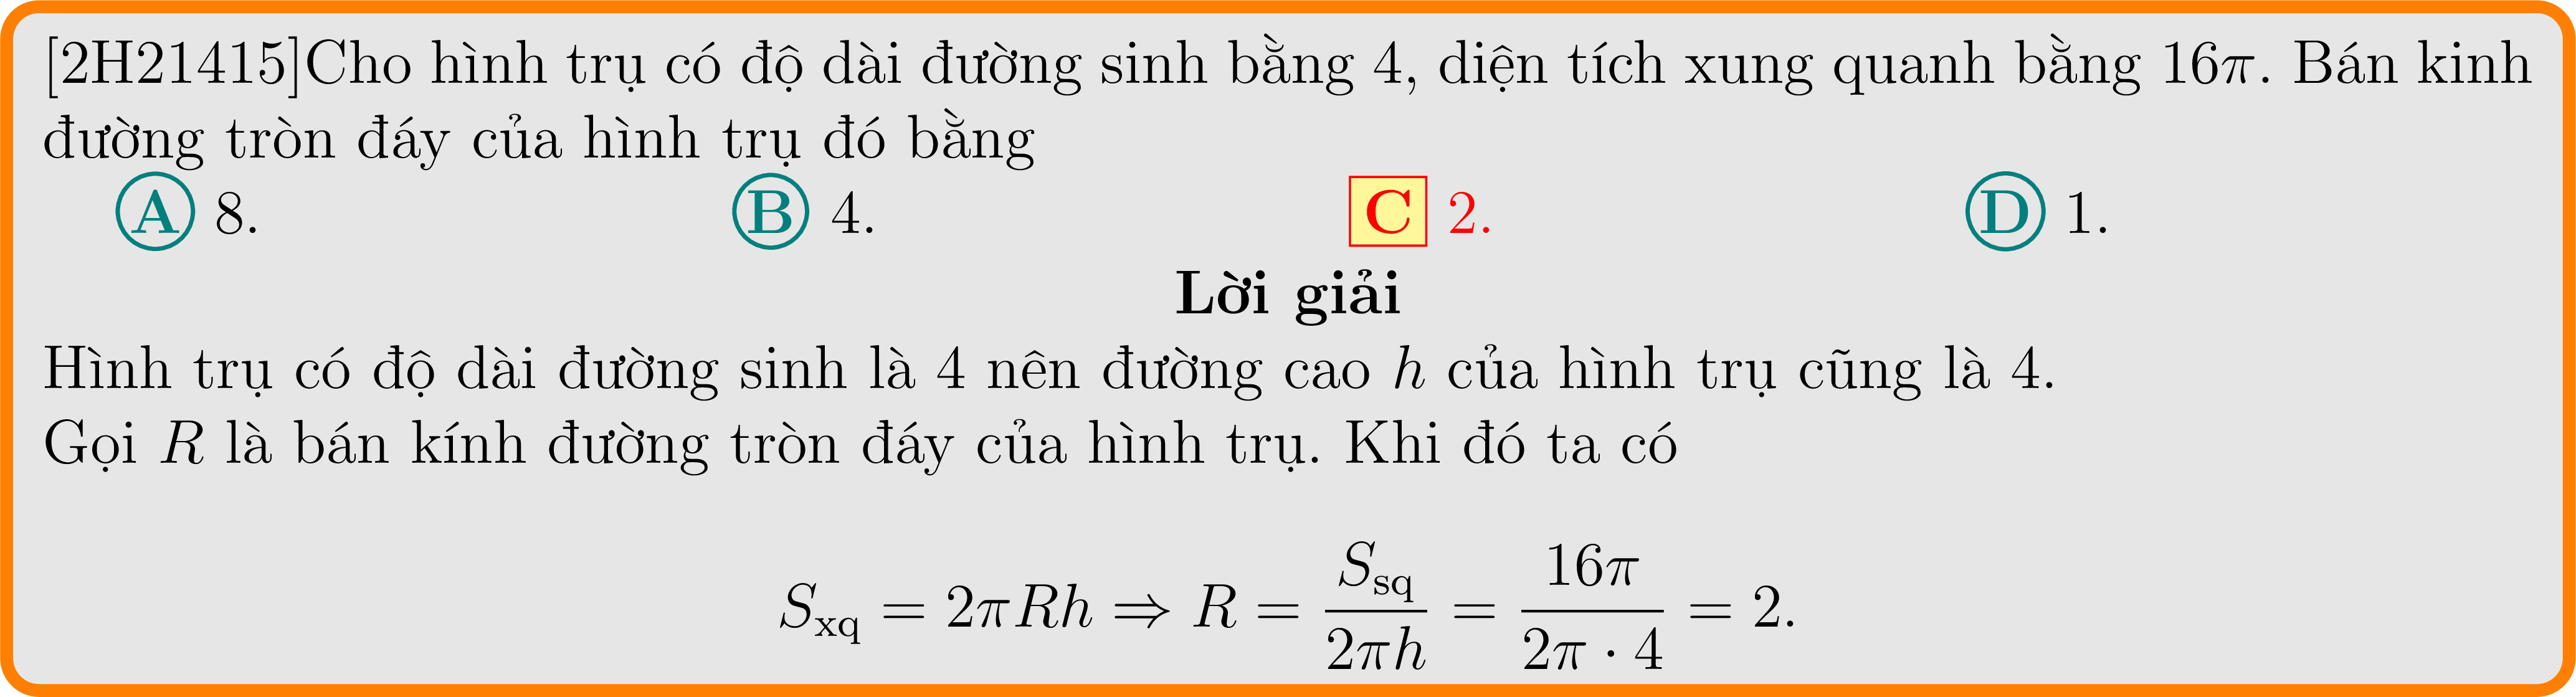 [2H21415]Cho hình trụ có độ dài đường sinh bằng 4, diện tích xung quanh bằng 16π. Bán kinh
đường tròn đáy của hình trụ đó bằng
A 8. B 4. C 2. D 1.
Lời giải
Hình trụ có độ dài đường sinh là 4 nên đường cao h của hình trụ cũng là 4.
Gọi R là bán kính đường tròn đáy của hình trụ. Khi đó ta có
$S_{\text{xq}} = 2\pi Rh \Rightarrow R = \frac{S_{\text{sq}}}{2\pi h} = \frac{16\pi}{2\pi \cdot 4} = 2.$